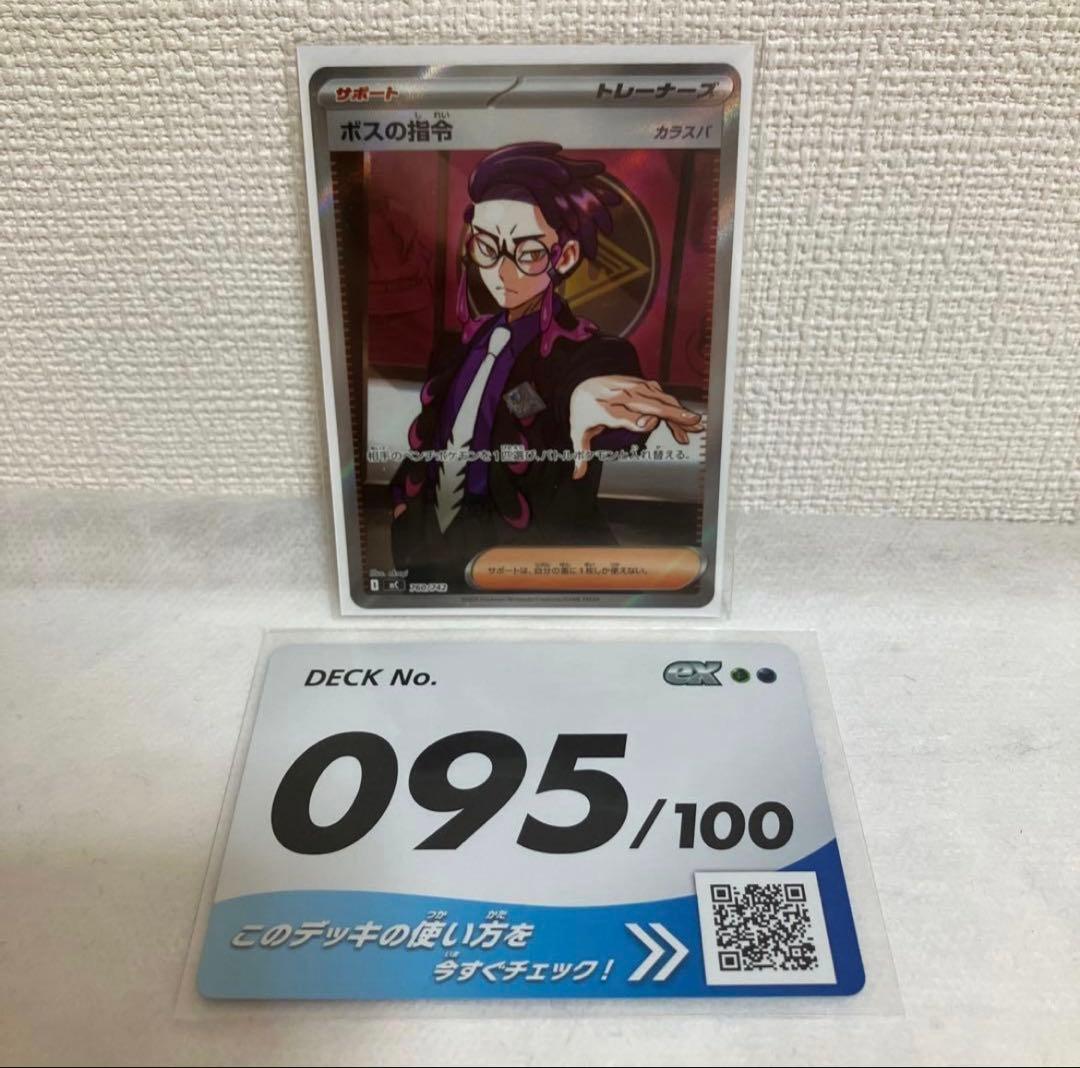 サポート トレーナーズ
ボスの指令 カラスバ
相手のベンチポケモンを1匹選び、バトルポケモンと入れ替える。
サポートは、自分の番に1枚しか使えない。
I mC 760/742
DECK No. ex
095/100
このデッキの使い方を
今すぐチェック!